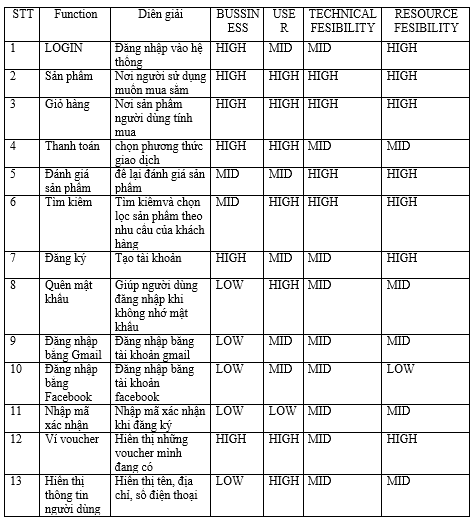 STT Function Diễn giải BUSSIN USE TECHNICAL RESOURCE
ESS R FESIBILITY FESIBILITY
1 LOGIN Đăng nhập vào hệ HIGH MID MID HIGH
thống
2 Sản phẩm Nơi người sử dụng HIGH HIGH HIGH HIGH
muốn mua sắm
3 Giỏ hàng Nơi sản phẩm HIGH HIGH HIGH HIGH
người dùng tính
mua
4 Thanh toán chọn phương thức HIGH HIGH MID MID
giao dịch
5 Đánh giá để lại đánh giá sản MID MID HIGH HIGH
sản phẩm phẩm
6 Tìm kiếm Tìm kiếmvà chọn MID HIGH HIGH HIGH
lọc sản phẩm theo
nhu cầu của khách
hàng
7 Đăng ký Tạo tài khoản HIGH MID MID HIGH
8 Quên mật Giúp người dùng LOW HIGH MID MID
khẩu đăng nhập khi
không nhớ mật
khẩu
9 Đăng nhập Đăng nhập bằng LOW MID MID MID
bằng Gmail tài khoản gmail
10 Đăng nhập Đăng nhập bằng LOW MID MID LOW
bằng tài khoản
Facebook facebook
11 Nhập mã Nhập mã xác nhận LOW LOW MID MID
xác nhận khi đăng ký
12 Ví voucher Hiển thị những HIGH HIGH MID HIGH
voucher mình
đang có
13 Hiển thị Hiển thị tên, địa LOW HIGH MID MID
thông tin chỉ, số điện thoại
người dùng